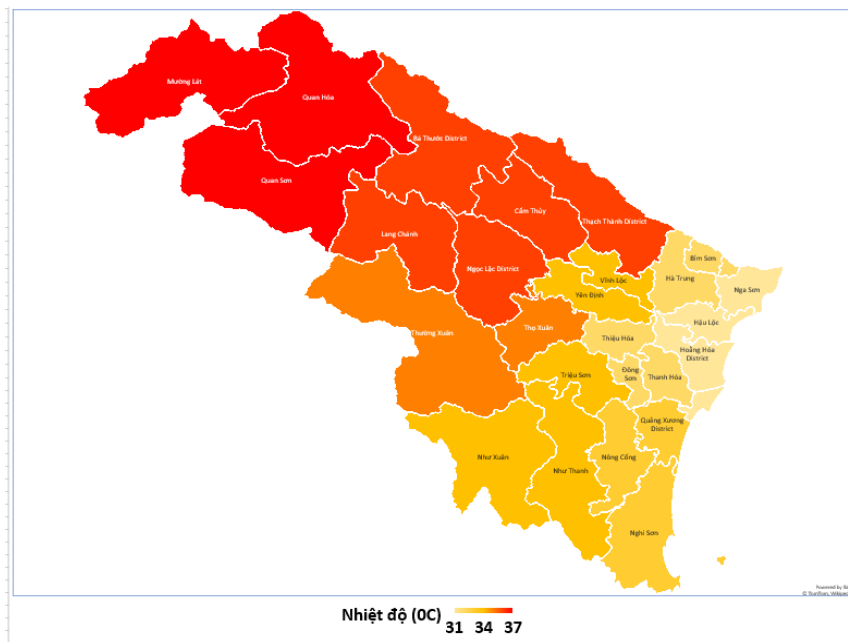 Mường Lát
Quan Hóa
Bá Thước District
Quan Sơn
Cẩm Thủy
Thạch Thành District
Lang Chánh
Ngọc Lặc District
Bỉm Sơn
Hà Trung
Vĩnh Lộc
Nga Sơn
Yên Định
Hậu Lộc
Thường Xuân
Thọ Xuân
Thiệu Hóa
Hoằng Hóa
District
Triệu Sơn
Đông
Sơn
Thanh Hóa
Quảng Xương
District
Như Xuân
Như Thanh
Nông Cống
Nghi Sơn
Powered by
© TomTom,
Nhiệt độ (0C)
31 34 37